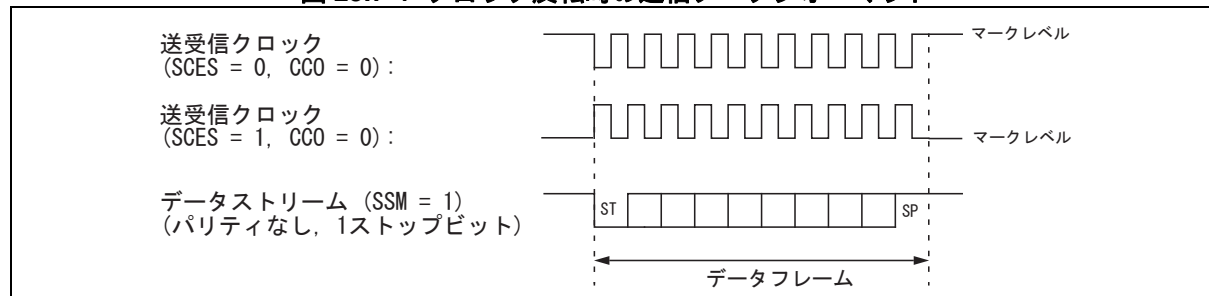 送受信クロック
(SCES = 0, CCO = 0):
マークレベル
送受信クロック
(SCES = 1, CCO = 0):
マークレベル
データストリーム (SSM = 1)
(パリティなし, 1ストップビット)
ST
SP
データフレーム